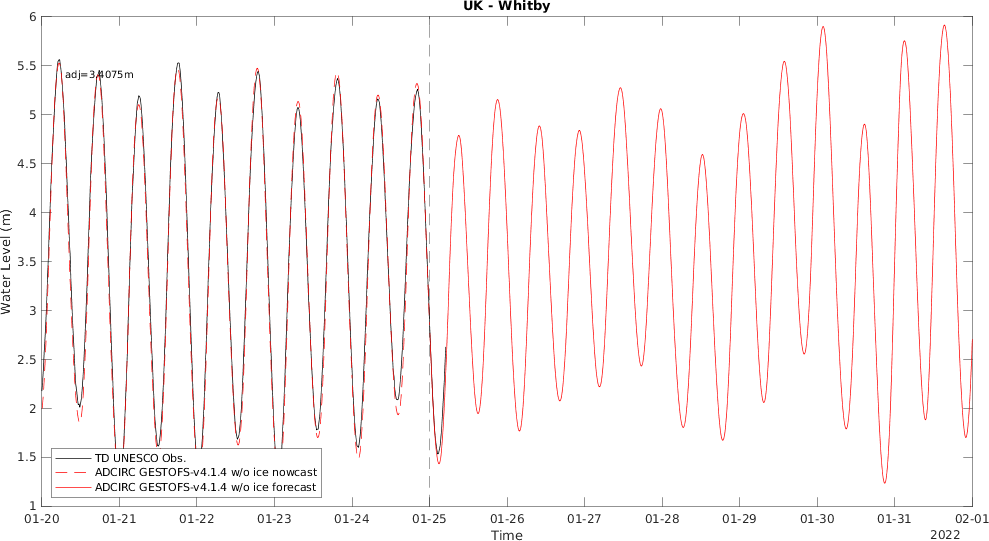 UK - Whitby
6
5.5
5
4.5
4
3.5
3
2.5
2
1.5
1
Water Level (m)
adj=3.4075m
TD UNESCO Obs.
ADCIRC GESTOFS-v4.1.4 w/o ice nowcast
ADCIRC GESTOFS-v4.1.4 w/o ice forecast
01-20 01-21 01-22 01-23 01-24 01-25 01-26 01-27 01-28 01-29 01-30 01-31 02-01
Time
2022